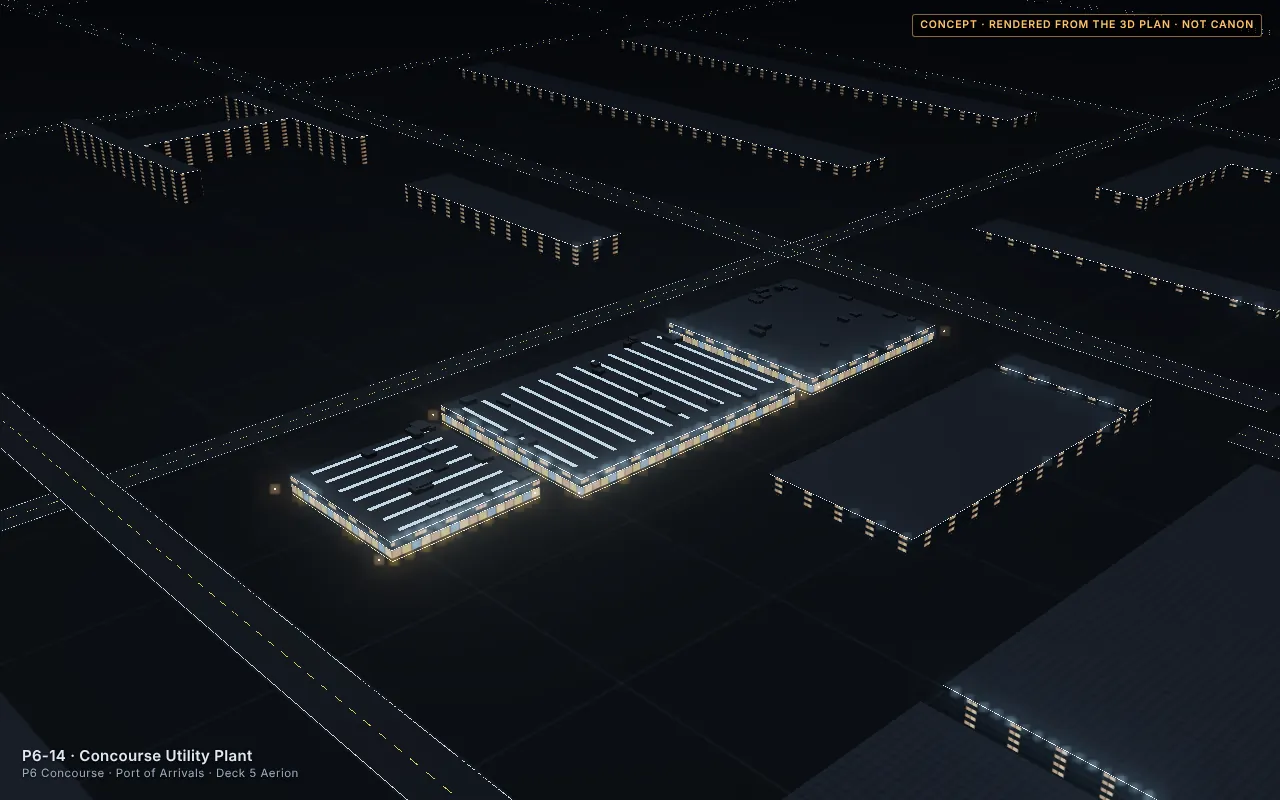 CONCEPT · RENDERED FROM THE 3D PLAN · NOT CANON
P6-14 · Concourse Utility Plant
P6 Concourse · Port of Arrivals · Deck 5 Aerion